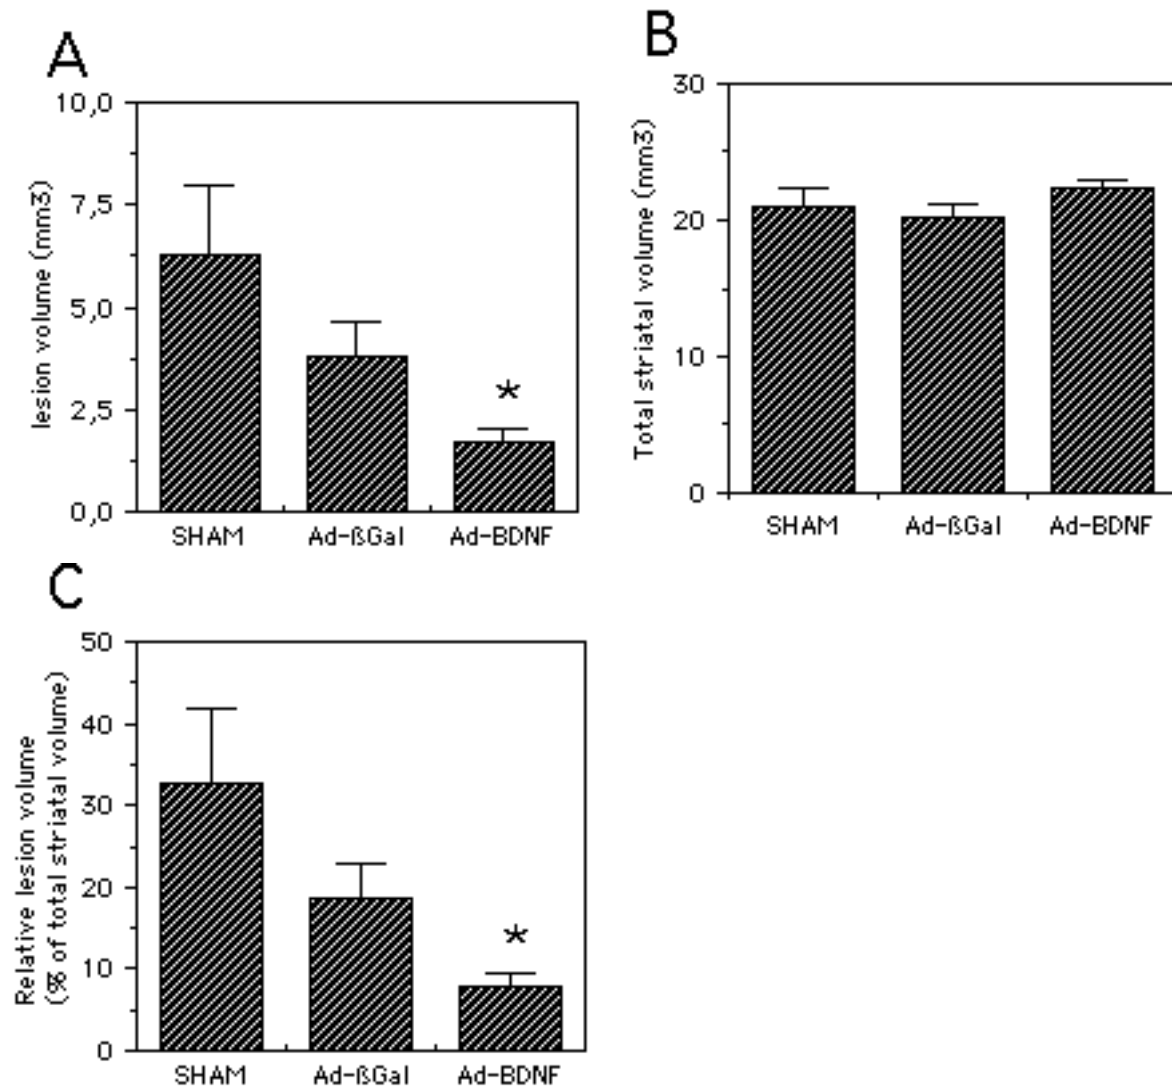 A
lesion volume (mm3)
10,0
7,5
5,0
2,5
0,0
*
SHAM Ad-ßGal Ad-BDNF
B
Total striatal volume (mm3)
30
20
10
0
SHAM Ad-ßGal Ad-BDNF
C
Relative lesion volume
(% of total striatal volume)
50
40
30
20
10
0
*
SHAM Ad-ßGal Ad-BDNF